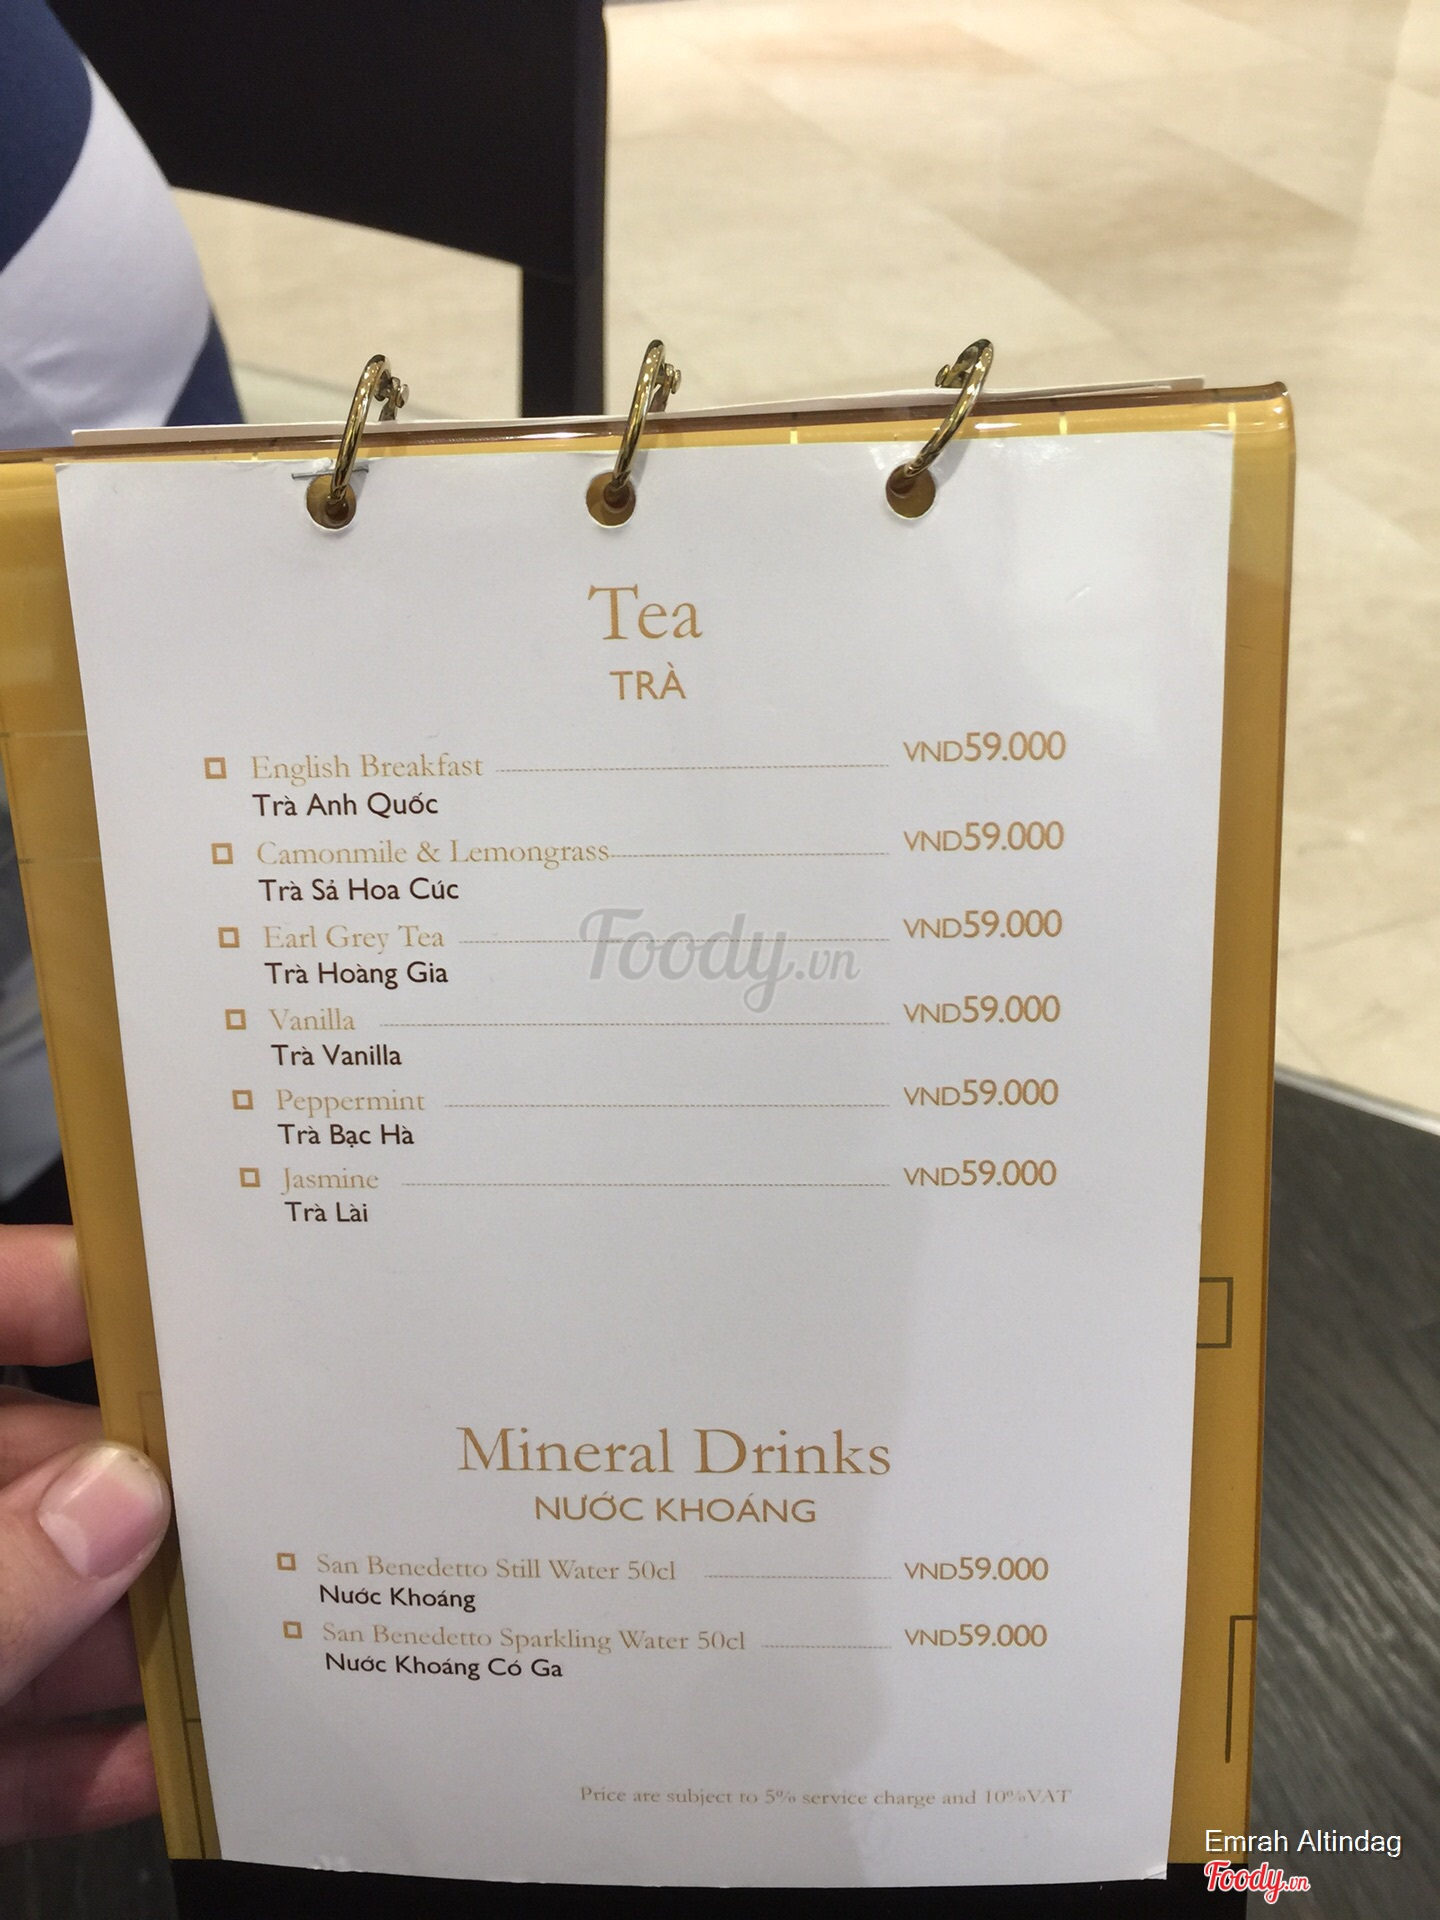 Tea
TRÀ
English Breakfast VND59.000
Trà Anh Quốc
Camonmile & Lemongrass VND59.000
Trà Sả Hoa Cúc
Earl Grey Tea VND59.000
Trà Hoàng Gia
Vanilla VND59.000
Trà Vanilla
Peppermint VND59.000
Trà Bạc Hà
Jasmine VND59.000
Trà Lài
Foody.vn
Mineral Drinks
NƯỚC KHOÁNG
San Benedetto Still Water 50cl VND59.000
Nước Khoáng
San Benedetto Sparkling Water 50cl VND59.000
Nước Khoáng Có Ga
Price are subject to 5% service charge and 10%VAT
Emrah Altindag
Foody.vn